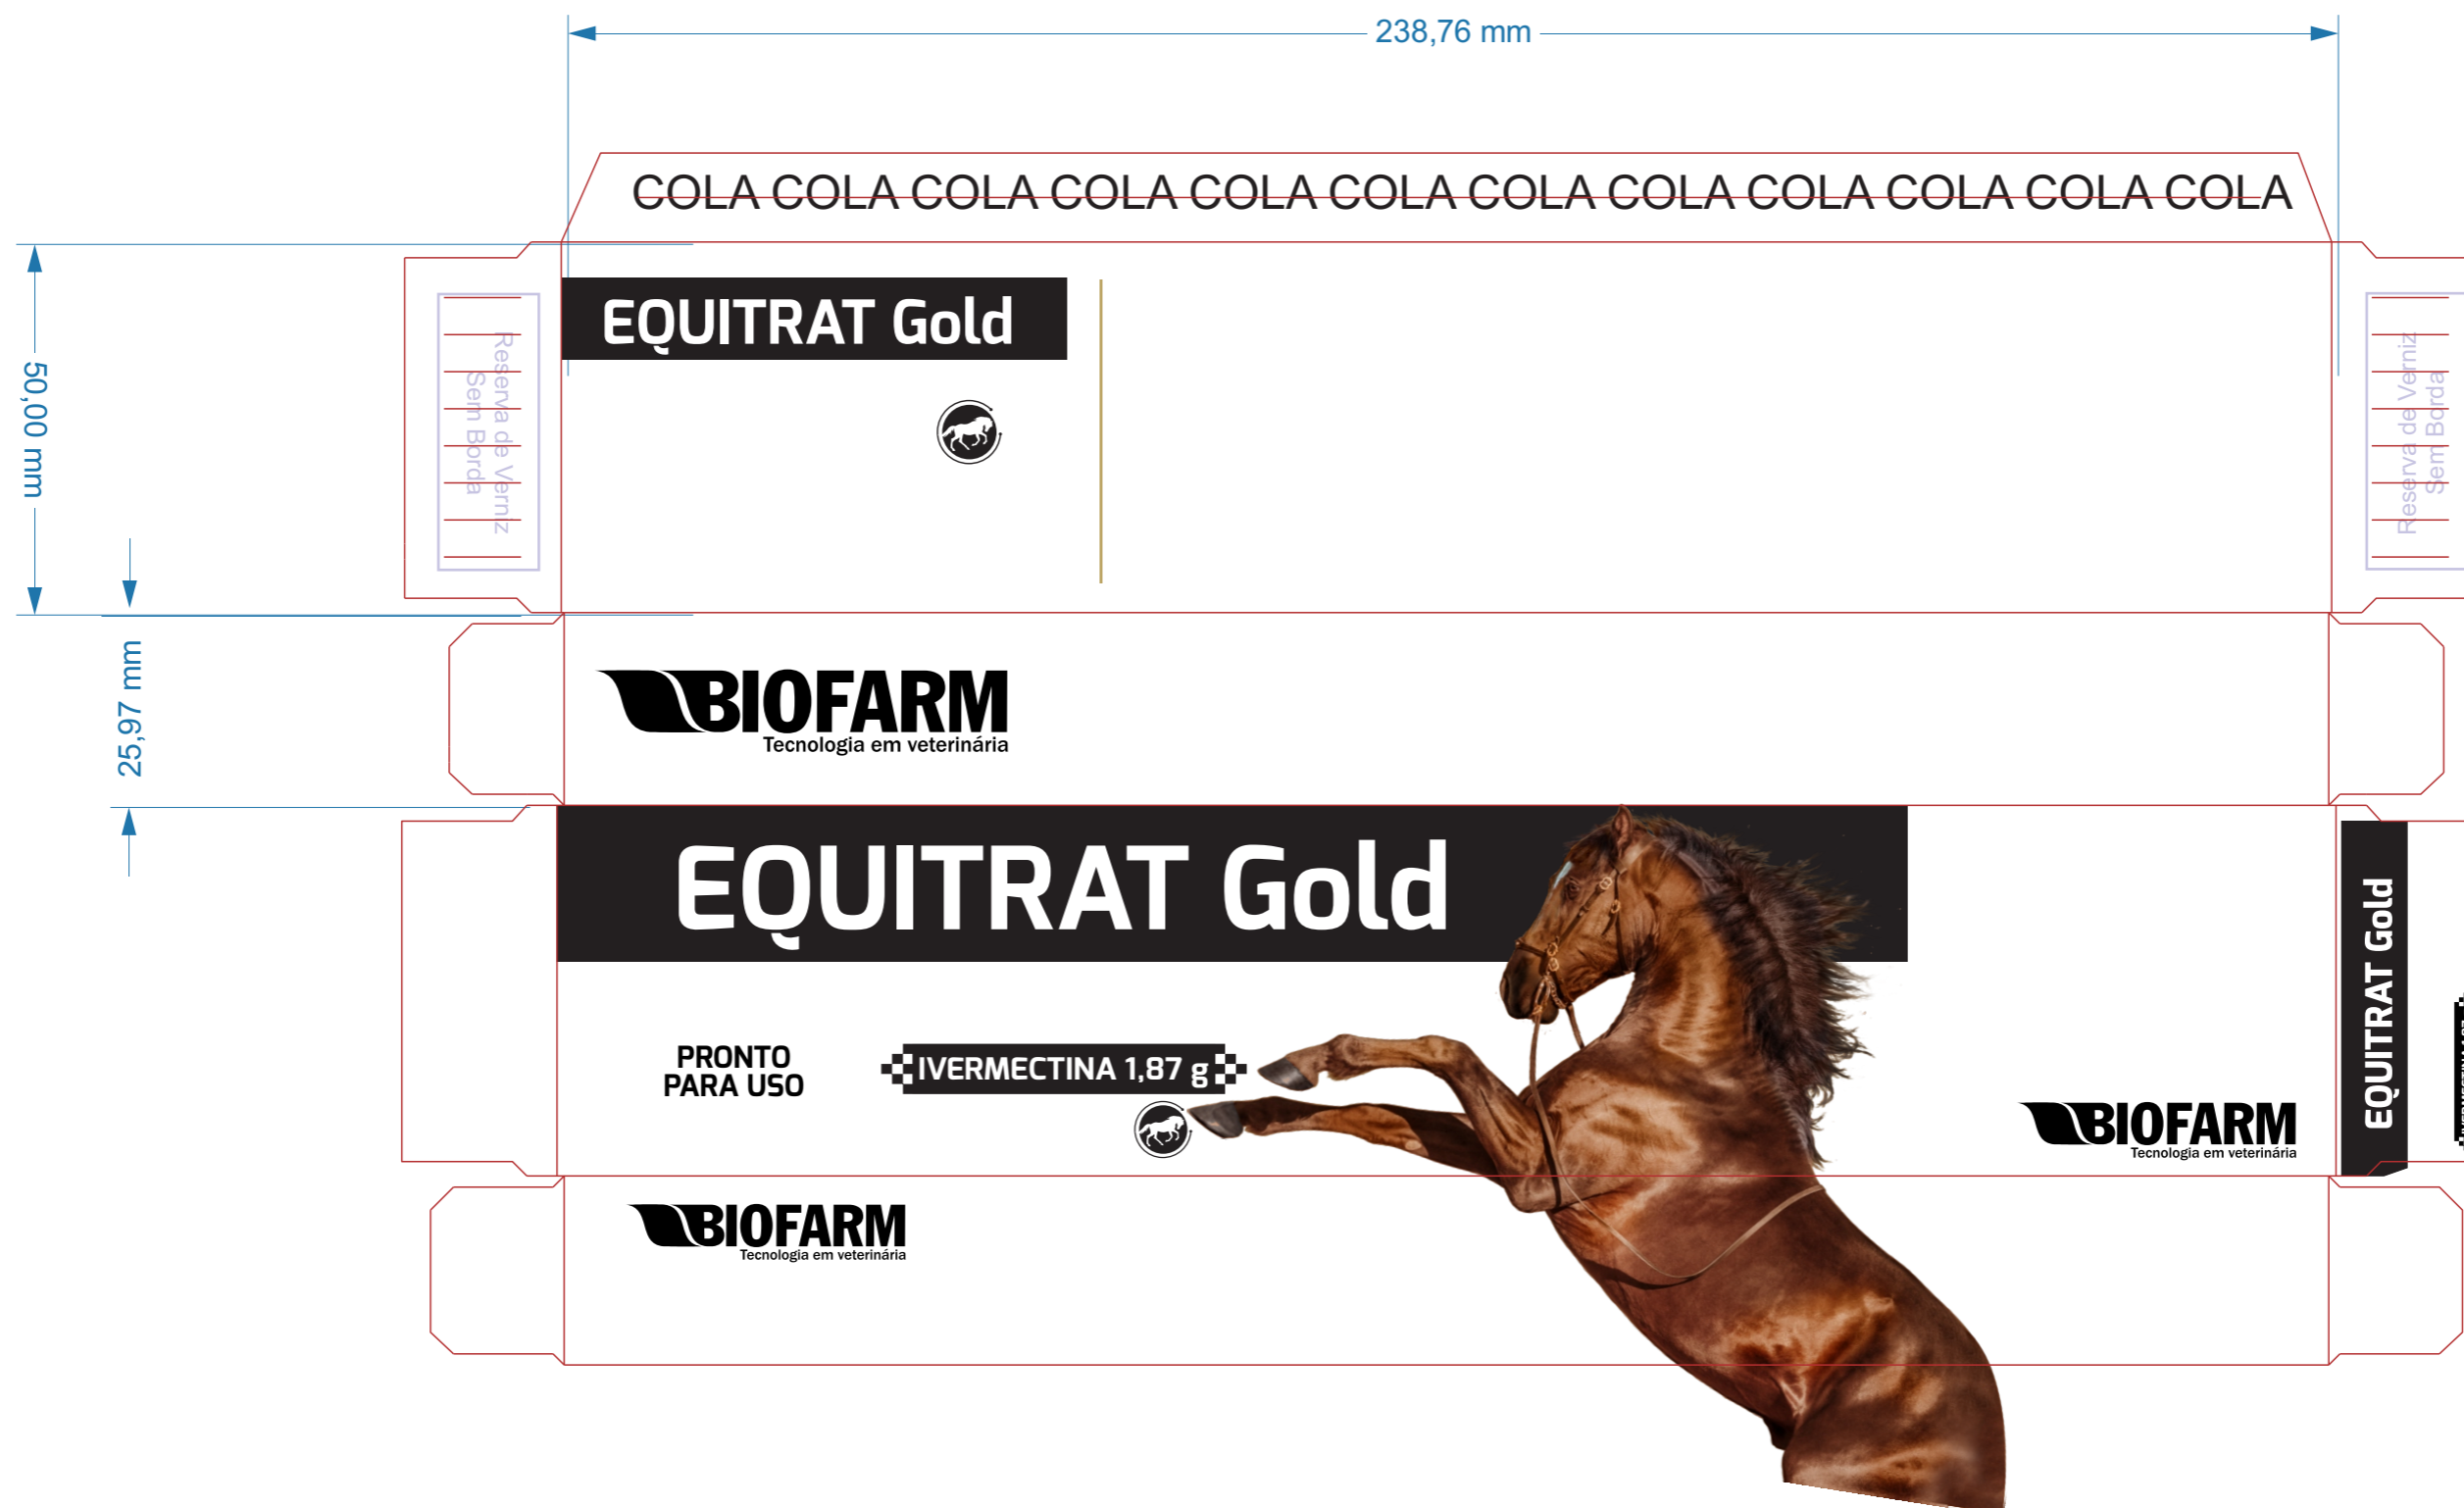 238,76 mm
COLA COLA COLA COLA COLA COLA COLA COLA COLA COLA COLA COLA
50,00 mm
Reserva de Verniz
Sem Borda
EQUITRAT Gold
Reserva de Verniz
Sem Borda
25,97 mm
BIOFARM
Tecnologia em veterinária
EQUITRAT Gold
PRONTO
PARA USO
IVERMECTINA 1,87 g
BIOFARM
Tecnologia em veterinária
EQUITRAT Gold
BIOFARM
Tecnologia em veterinária